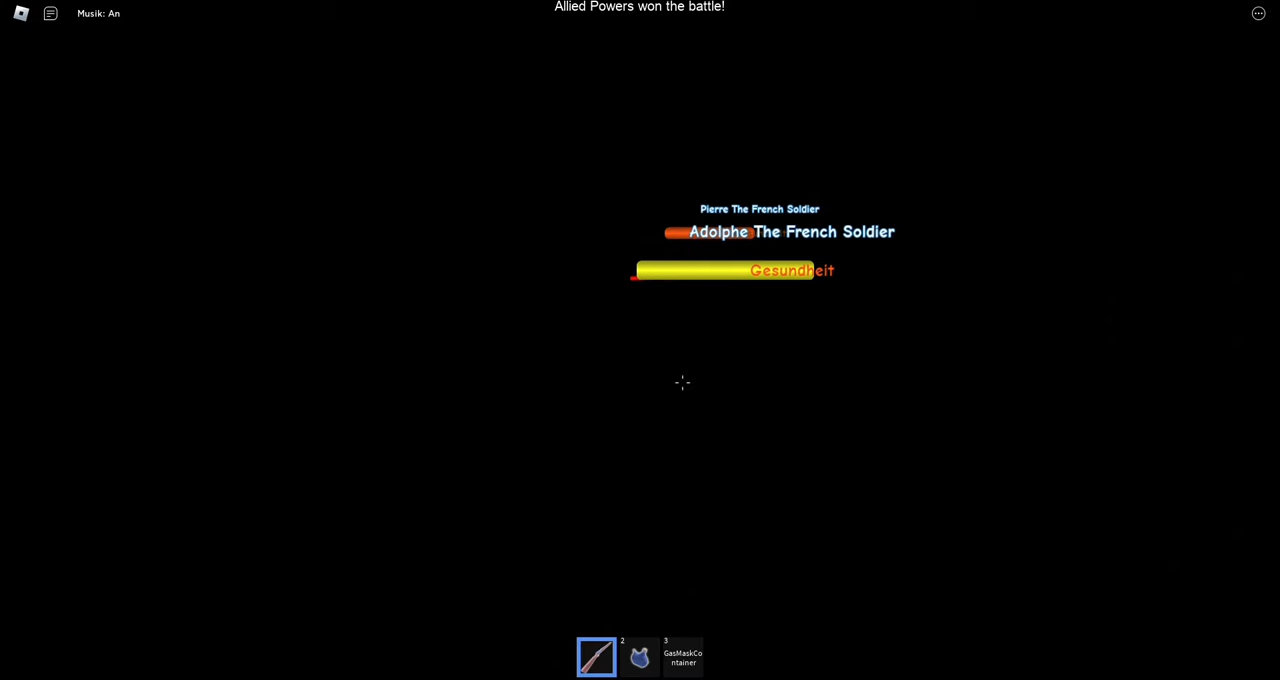 Allied Powers won the battle!
Musik: An
Pierre The French Soldier
Adolphe The French Soldier
Gesundheit
2
3
GasMaskCo
ntainer